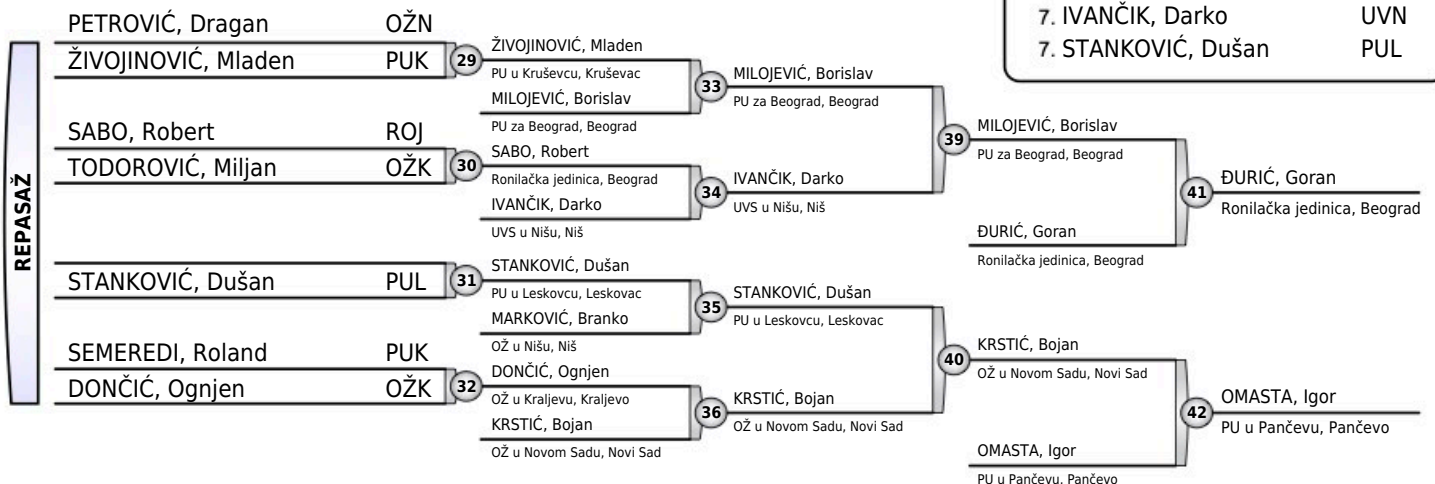 7. IVANČIK, Darko UVN
7. STANKOVIĆ, Dušan PUL
REPASAŽ
PETROVIĆ, Dragan OŽN
ŽIVOJINOVIĆ, Mladen PUK
SABO, Robert ROJ
TODOROVIĆ, Miljan OŽK
STANKOVIĆ, Dušan PUL
SEMEREDI, Roland PUK
DONČIĆ, Ognjen OŽK
29
30
31
32
ŽIVOJINOVIĆ, Mladen
PU u Kruševcu, Kruševac
MILOJEVIĆ, Borislav
PU za Beograd, Beograd
SABO, Robert
Ronilačka jedinica, Beograd
IVANČIK, Darko
UVS u Nišu, Niš
STANKOVIĆ, Dušan
PU u Leskovcu, Leskovac
MARKOVIĆ, Branko
OŽ u Nišu, Niš
DONČIĆ, Ognjen
OŽ u Kraljevu, Kraljevo
KRSTIĆ, Bojan
OŽ u Novom Sadu, Novi Sad
33
34
35
36
MILOJEVIĆ, Borislav
PU za Beograd, Beograd
IVANČIK, Darko
UVS u Nišu, Niš
STANKOVIĆ, Dušan
PU u Leskovcu, Leskovac
KRSTIĆ, Bojan
OŽ u Novom Sadu, Novi Sad
39
40
MILOJEVIĆ, Borislav
PU za Beograd, Beograd
ĐURIĆ, Goran
Ronilačka jedinica, Beograd
KRSTIĆ, Bojan
OŽ u Novom Sadu, Novi Sad
OMASTA, Igor
PU u Pančevu, Pančevo
41
42
ĐURIĆ, Goran
Ronilačka jedinica, Beograd
OMASTA, Igor
PU u Pančevu, Pančevo